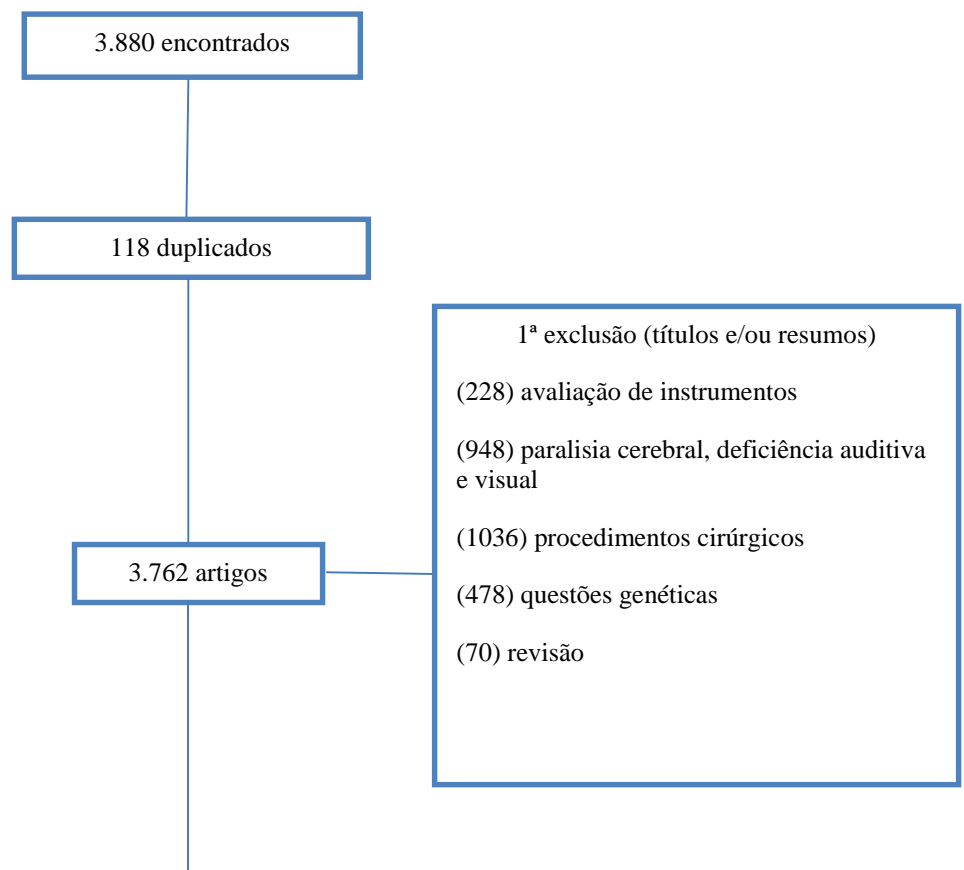 3.880 encontrados
118 duplicados
1ª exclusão (títulos e/ou resumos)
(228) avaliação de instrumentos
(948) paralisia cerebral, deficiência auditiva
e visual
(1036) procedimentos cirúrgicos
3.762 artigos
(478) questões genéticas
(70) revisão